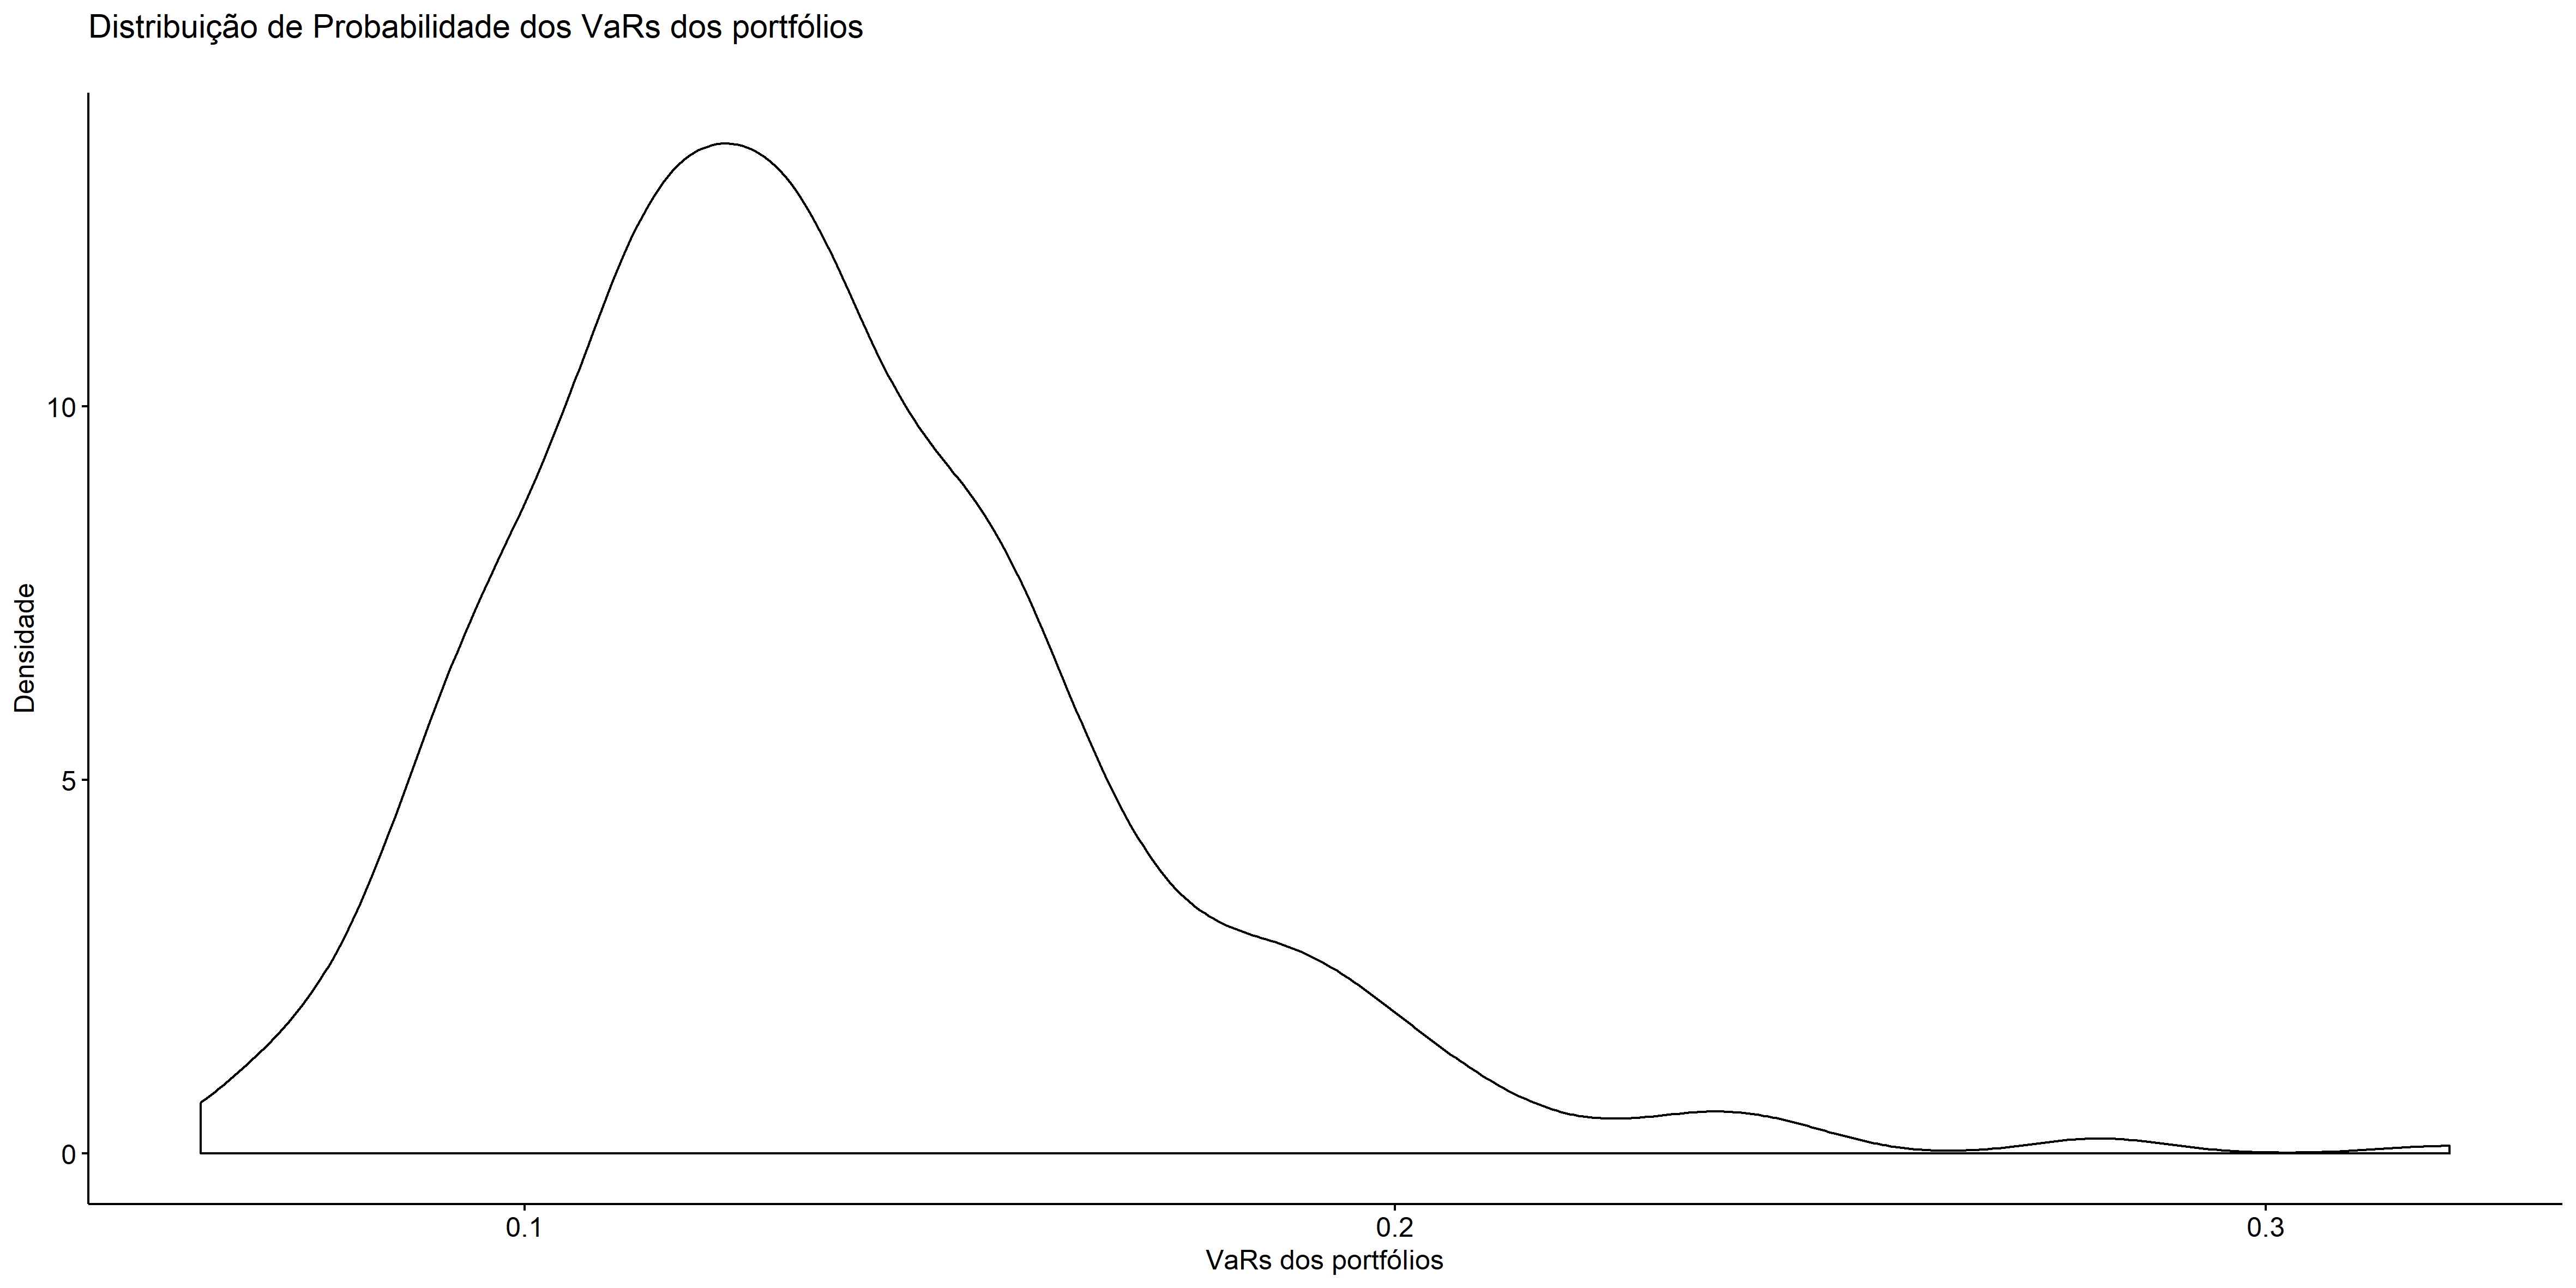 Distribuição de Probabilidade dos VaRs dos portfólios
Densidade
10
5
0
0.1
0.2
0.3
VaRs dos portfólios